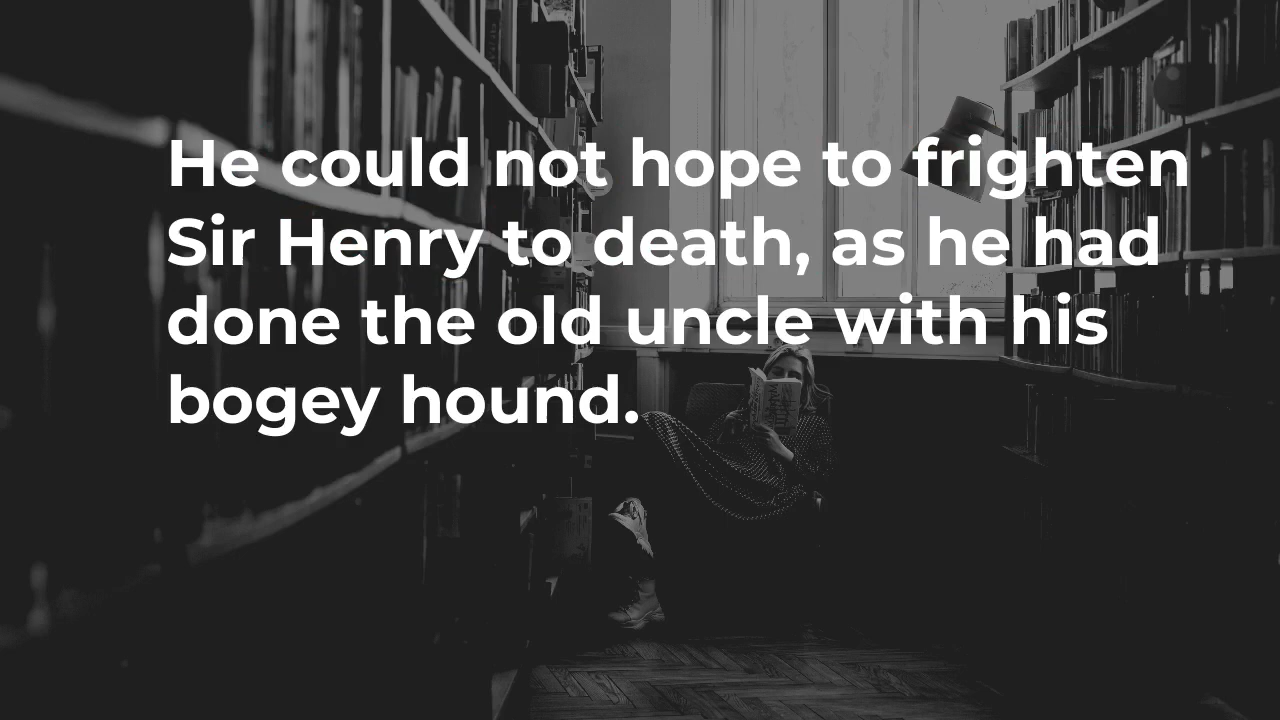 He could not hope to frighten
Sir Henry to death, as he had
done the old uncle with his
bogey hound.